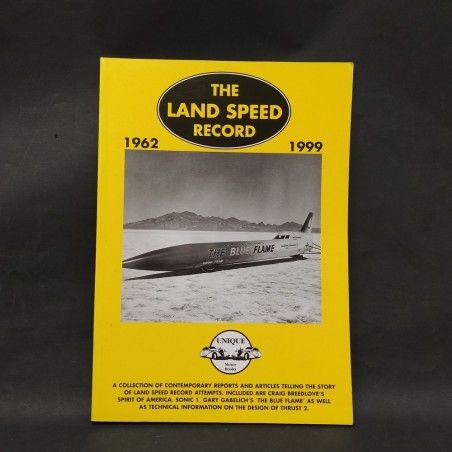 THE
LAND SPEED
RECORD
1962 1999
THE BLUE FLAME
UNIQUE
Motor
Books
A COLLECTION OF CONTEMPORARY REPORTS AND ARTICLES TELLING THE STORY
OF LAND SPEED RECORD ATTEMPTS. INCLUDED ARE CRAIG BREEDLOVE'S
SPIRIT OF AMERICA, SONIC 1, GARY GABELICH'S 'THE BLUE FLAME' AS WELL
AS TECHNICAL INFORMATION ON THE DESIGN OF THRUST 2.